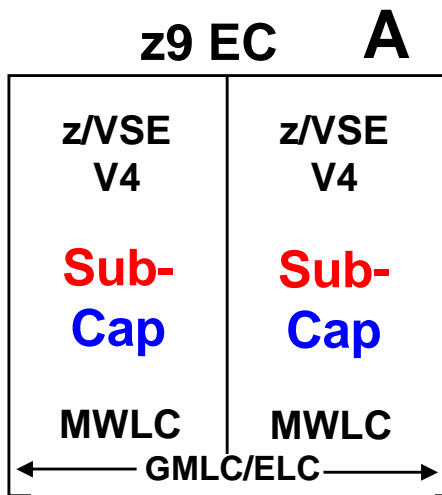 z9 EC A
z/VSE
V4
Sub-
Cap
MWLC
z/VSE
V4
Sub-
Cap
MWLC
GMLC/ELC